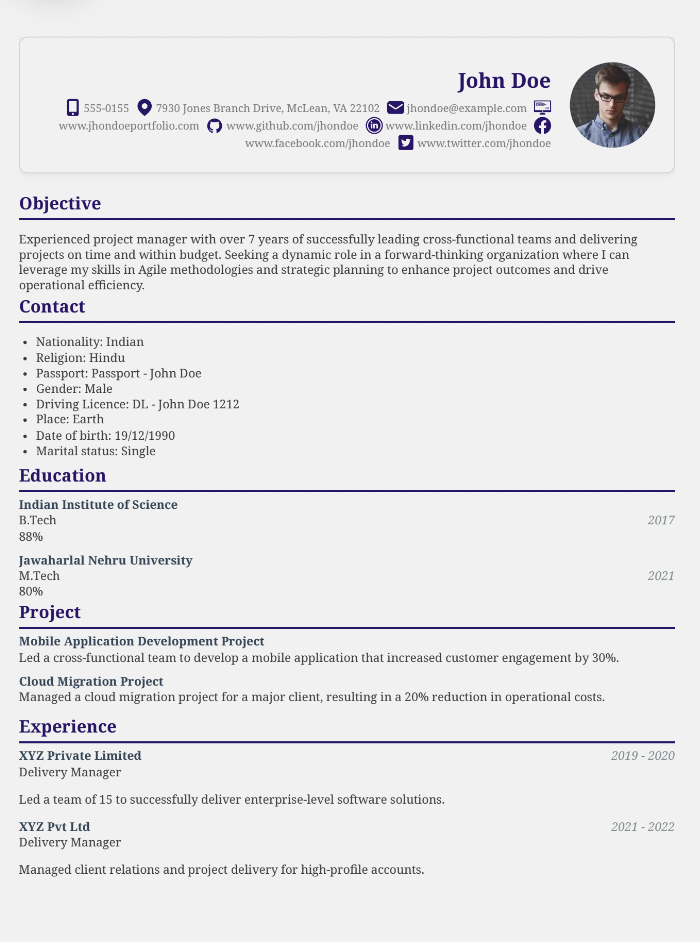 John Doe
5555-0155 7930 Jones Branch Drive, McLean, VA 22102 jhondoe@example.com
www.jhondoeportfolio.com www.github.com/jhondoe www.linkedin.com/jhondoe
www.facebook.com/jhondoe www.twitter.com/jhondoe
Objective
Experienced project manager with over 7 years of successfully leading cross-functional teams and delivering
projects on time and within budget. Seeking a dynamic role in a forward-thinking organization where I can
leverage my skills in Agile methodologies and strategic planning to enhance project outcomes and drive
operational efficiency.
Contact
• Nationality: Indian
• Religion: Hindu
• Passport: Passport - John Doe
• Gender: Male
• Driving Licence: DL - John Doe 1212
• Place: Earth
• Date of birth: 19/12/1990
• Marital status: Single
Education
Indian Institute of Science
B.Tech 2017
88%
Jawaharlal Nehru University
M.Tech 2021
80%
Project
Mobile Application Development Project
Led a cross-functional team to develop a mobile application that increased customer engagement by 30%.
Cloud Migration Project
Managed a cloud migration project for a major client, resulting in a 20% reduction in operational costs.
Experience
XYZ Private Limited 2019 - 2020
Delivery Manager
Led a team of 15 to successfully deliver enterprise-level software solutions.
XYZ Pvt Ltd 2021 - 2022
Delivery Manager
Managed client relations and project delivery for high-profile accounts.